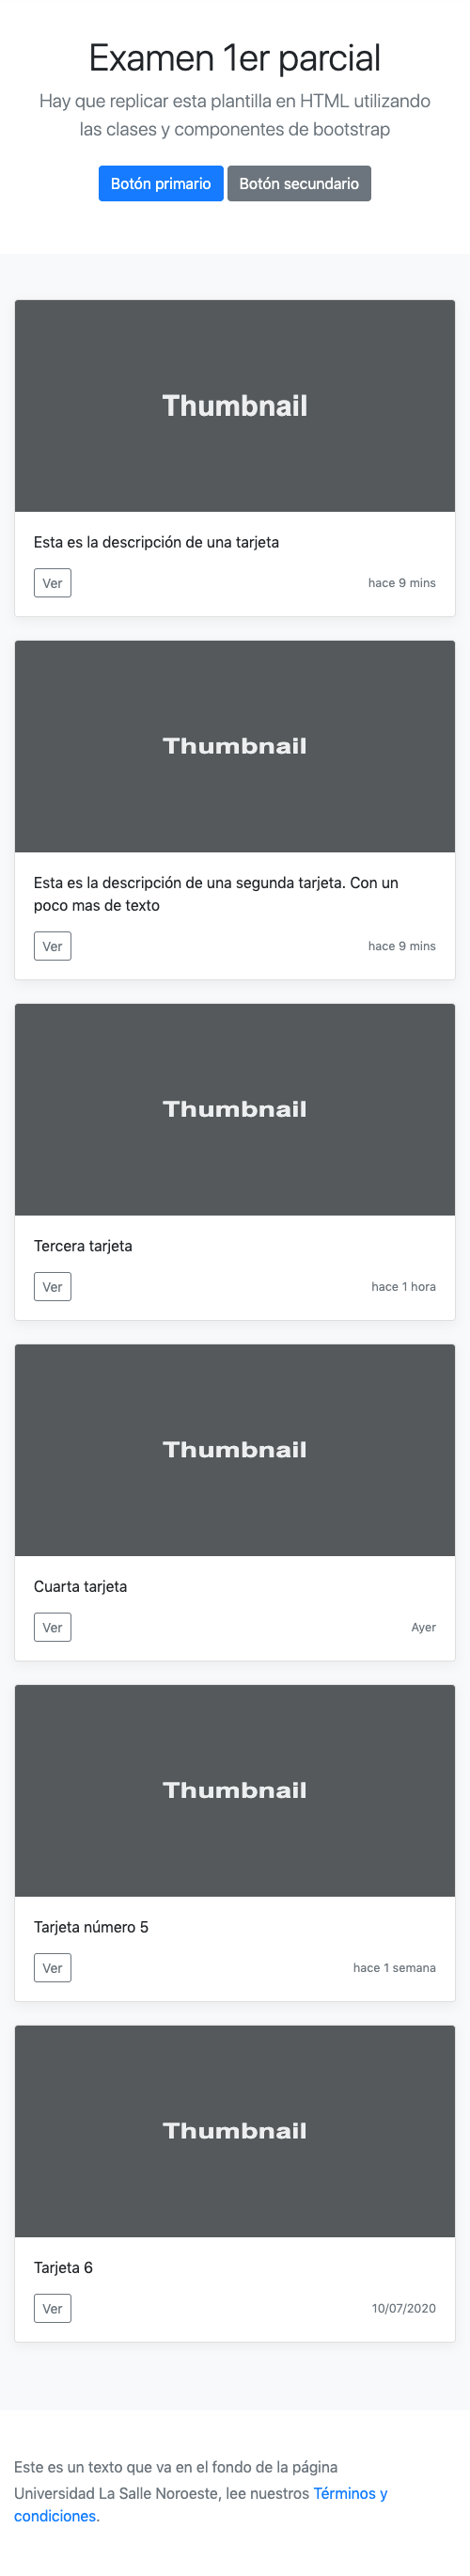 Examen 1er parcial
Hay que replicar esta plantilla en HTML utilizando
las clases y componentes de bootstrap
Botón primario Botón secundario
Thumbnail
Esta es la descripción de una tarjeta
Ver hace 9 mins
Thumbnail
Esta es la descripción de una segunda tarjeta. Con un
poco mas de texto
Ver hace 9 mins
Thumbnail
Tercera tarjeta
Ver hace 1 hora
Thumbnail
Cuarta tarjeta
Ver Ayer
Thumbnail
Tarjeta número 5
Ver hace 1 semana
Thumbnail
Tarjeta 6
Ver 10/07/2020
Este es un texto que va en el fondo de la página
Universidad La Salle Noroeste, lee nuestros Términos y
condiciones.